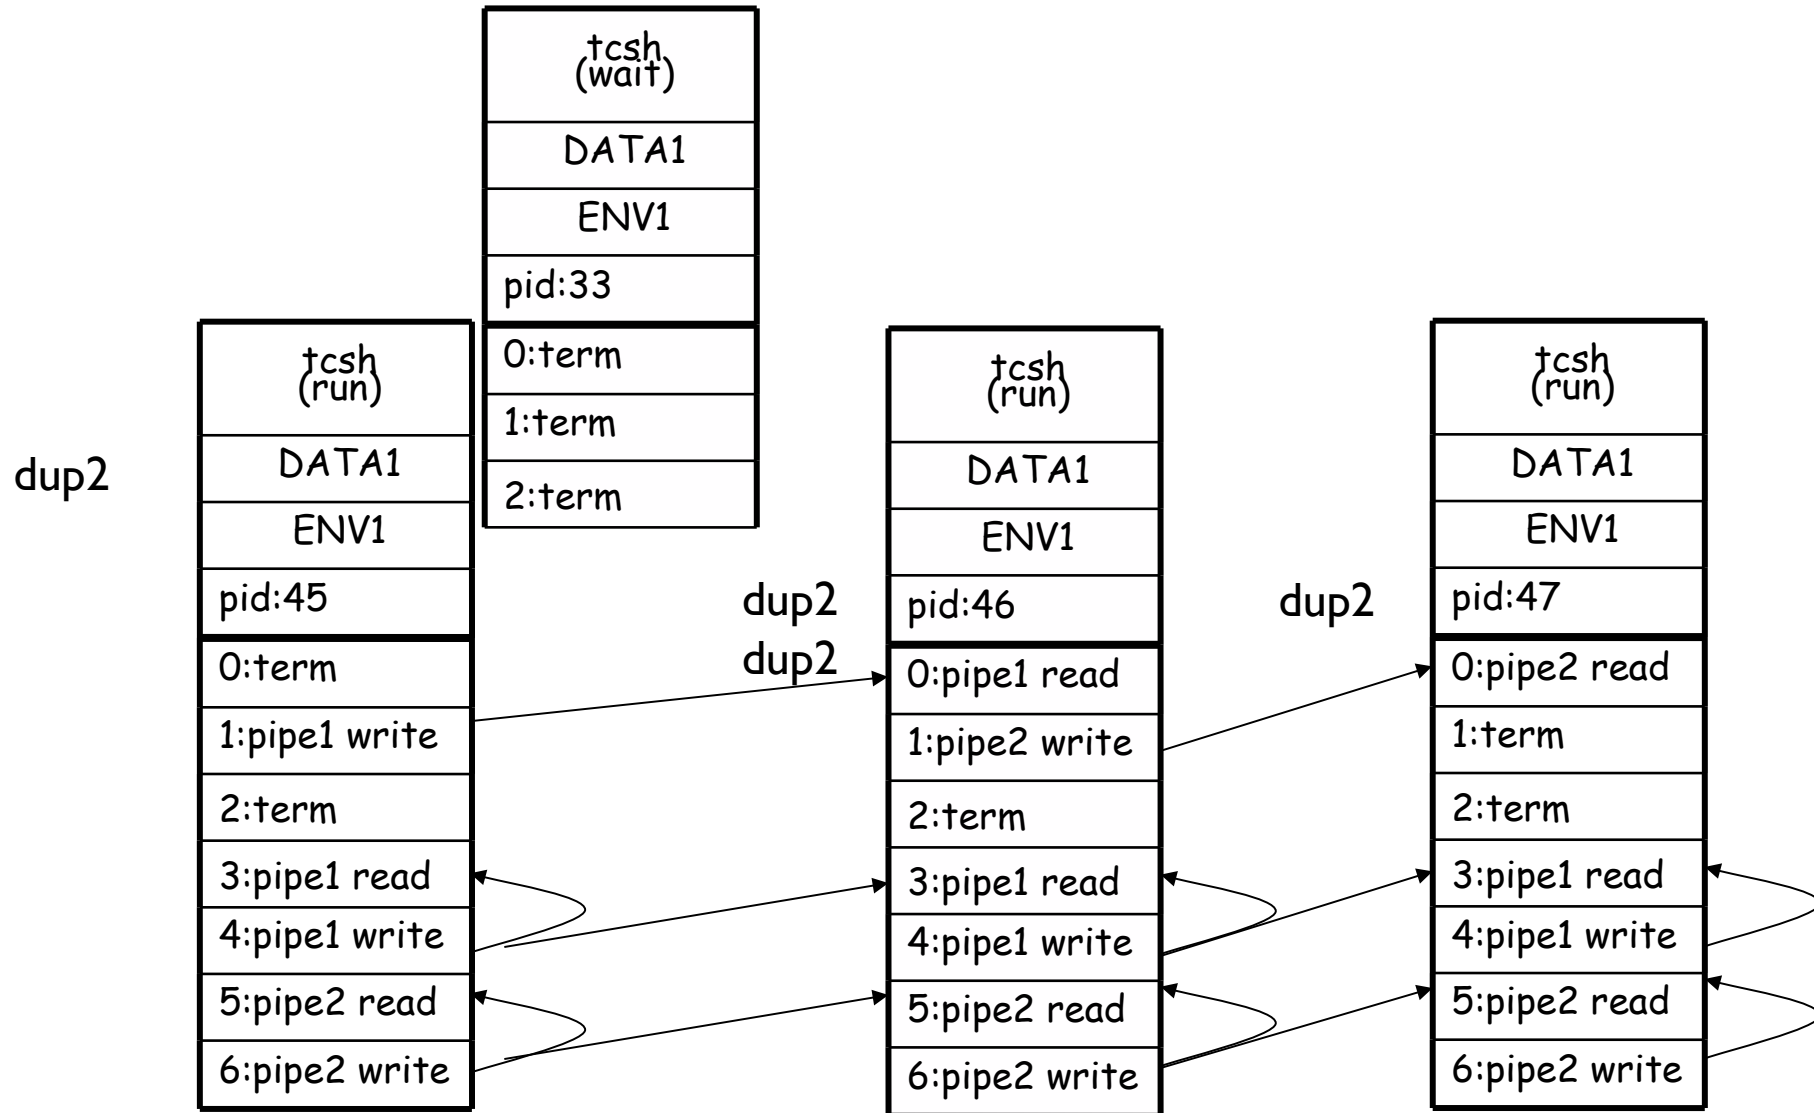 tcsh
(wait)
DATA1
ENV1
pid:33
0:term
1:term
2:term
dup2
tcsh
(run)
DATA1
ENV1
pid:45
0:term
1:pipe1 write
2:term
3:pipe1 read
4:pipe1 write
5:pipe2 read
6:pipe2 write
dup2
dup2
tcsh
(run)
DATA1
ENV1
pid:46
0:pipe1 read
1:pipe2 write
2:term
3:pipe1 read
4:pipe1 write
5:pipe2 read
6:pipe2 write
dup2
tcsh
(run)
DATA1
ENV1
pid:47
0:pipe2 read
1:term
2:term
3:pipe1 read
4:pipe1 write
5:pipe2 read
6:pipe2 write